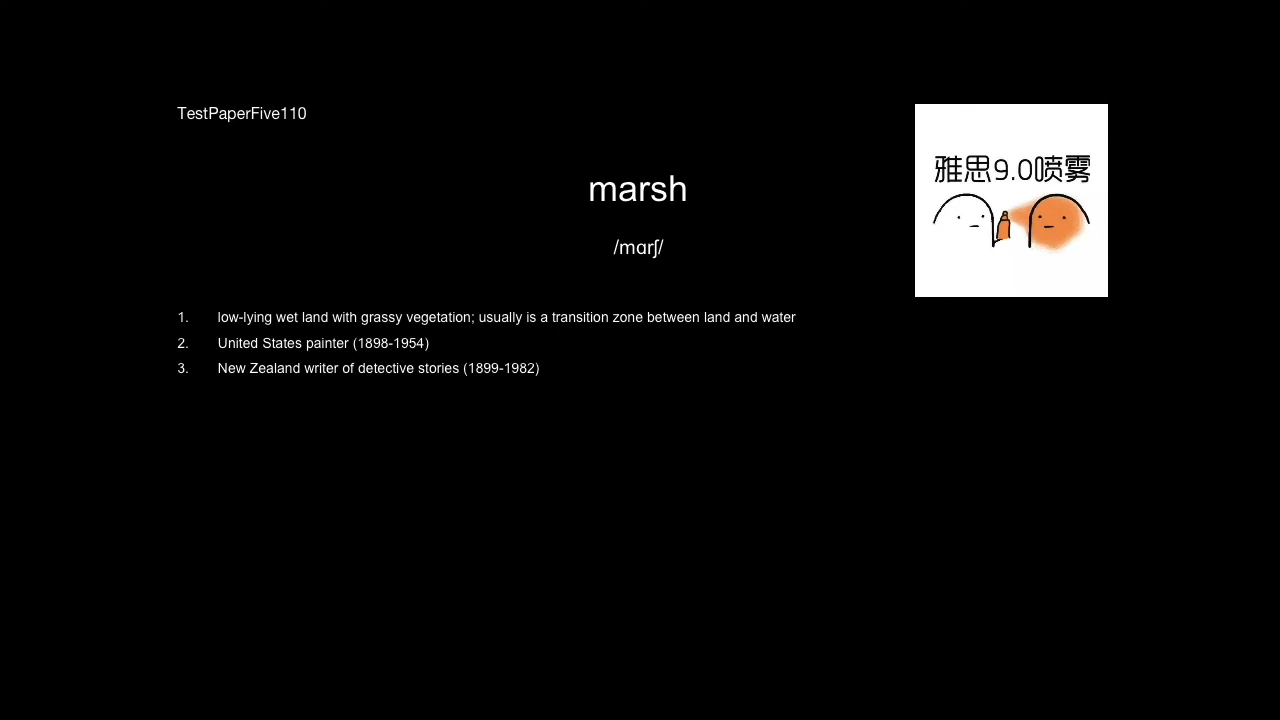 TestPaperFive110
雅思9.0喷雾
marsh
/mɑrʃ/
1. low-lying wet land with grassy vegetation; usually is a transition zone between land and water
2. United States painter (1898-1954)
3. New Zealand writer of detective stories (1899-1982)